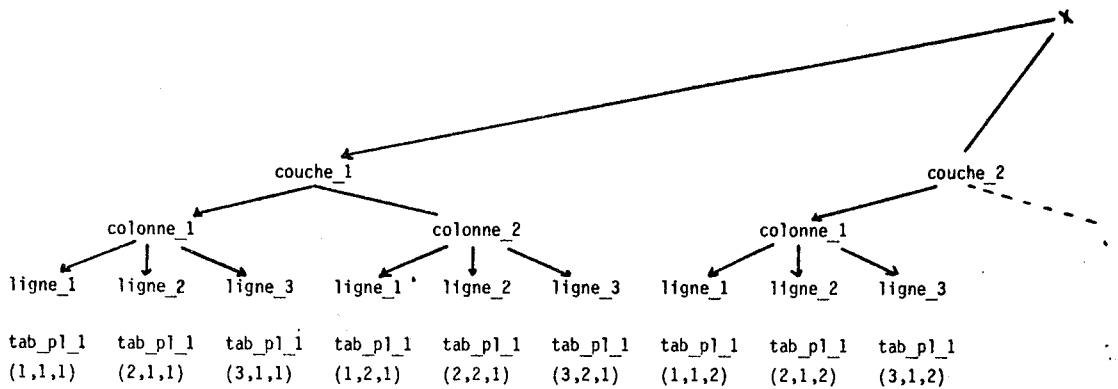 x
couche_1 couche_2
colonne_1 colonne_2 colonne_1
ligne_1 ligne_2 ligne_3 ligne_1 ligne_2 ligne_3 ligne_1 ligne_2 ligne_3
tab_pl_1 tab_pl_1 tab_pl_1 tab_pl_1 tab_pl_1 tab_pl_1 tab_pl_1 tab_pl_1 tab_pl_1
(1,1,1) (2,1,1) (3,1,1) (1,2,1) (2,2,1) (3,2,1) (1,1,2) (2,1,2) (3,1,2)